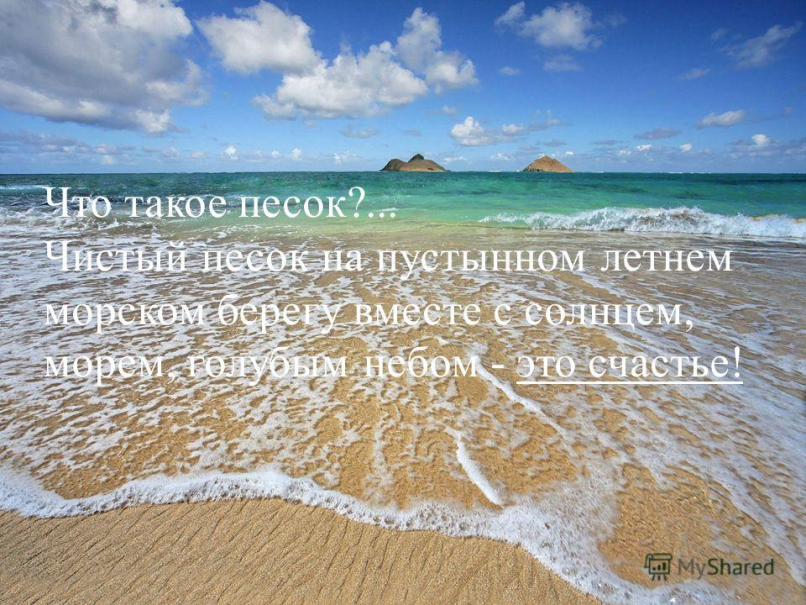 Что такое песок?...
Чистый песок на пустынном летнем
морском берегу вместе с солнцем,
морем, голубым небом - это счастье!
MyShared